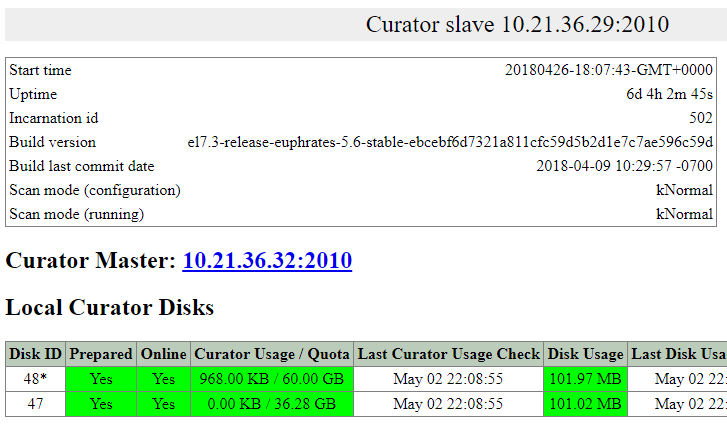 Curator slave 10.21.36.29:2010
Start time 20180426-18:07:43-GMT+0000
Uptime 6d 4h 2m 45s
Incarnation id 502
Build version el7.3-release-euphrates-5.6-stable-ebcebf6d7321a811cfc59d5b2d1e7c7ae596c59d
Build last commit date 2018-04-09 10:29:57 -0700
Scan mode (configuration) kNormal
Scan mode (running) kNormal
Curator Master: 10.21.36.32:2010
Local Curator Disks
Disk ID Prepared Online Curator Usage / Quota Last Curator Usage Check Disk Usage Last Disk Usa
48* Yes Yes 968.00 KB / 60.00 GB May 02 22:08:55 101.97 MB May 02 22:
47 Yes Yes 0.00 KB / 36.28 GB May 02 22:08:55 101.02 MB May 02 22: